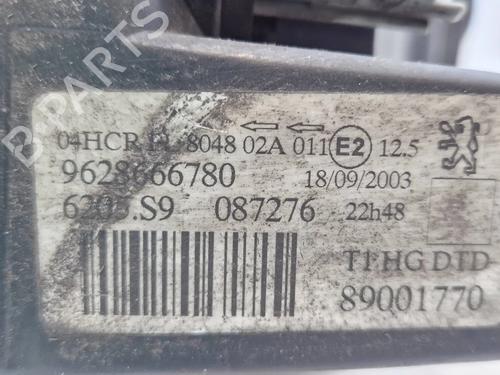 B-PARTS
04HCR PL 8048 02A 011 E2 12.5
9628666780 18/09/2003
6205.S9 087276 22h48
T1 HG DTD
89001770